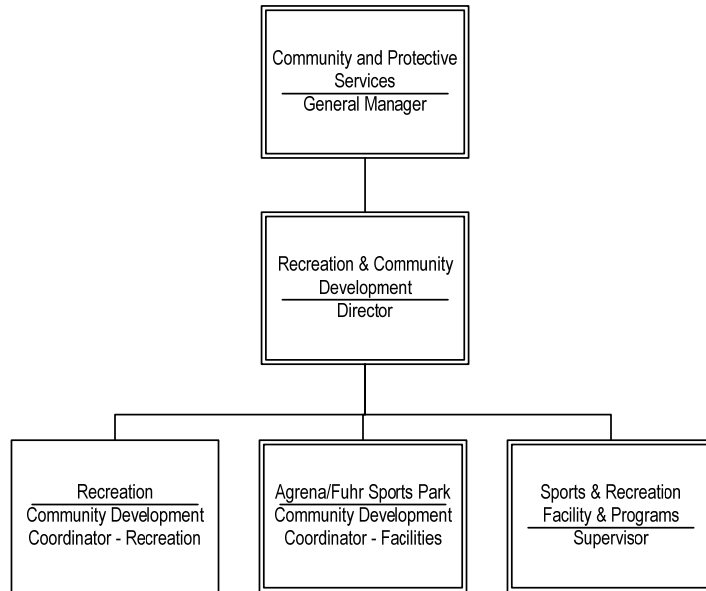 Community and Protective
Services
General Manager
Recreation & Community
Development
Director
Recreation
Community Development
Coordinator - Recreation
Agrena/Fuhr Sports Park
Community Development
Coordinator - Facilities
Sports & Recreation
Facility & Programs
Supervisor